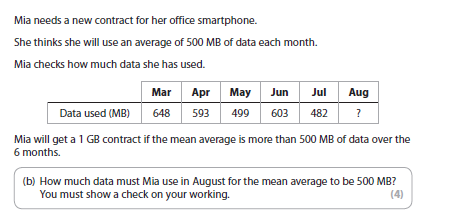 Mia needs a new contract for her office smartphone.
She thinks she will use an average of 500 MB of data each month.
Mia checks how much data she has used.
Mar Apr May Jun Jul Aug
Data used (MB) 648 593 499 603 482 ?
Mia will get a 1 GB contract if the mean average is more than 500 MB of data over the
6 months.
(b) How much data must Mia use in August for the mean average to be 500 MB?
You must show a check on your working. (4)